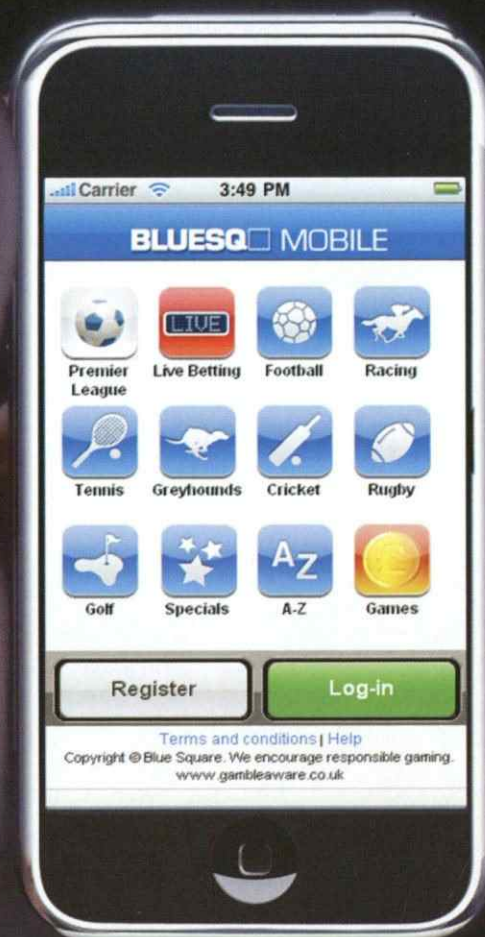 Carrier 3:49 PM
BLUESQ MOBILE
Premier League Live Betting Football Racing
LIVE
Tennis Greyhounds Cricket Rugby
Golf Specials A-Z Games
AZ
£
Register Log-in
Terms and conditions | Help
Copyright © Blue Square. We encourage responsible gaming.
www.gambleaware.co.uk